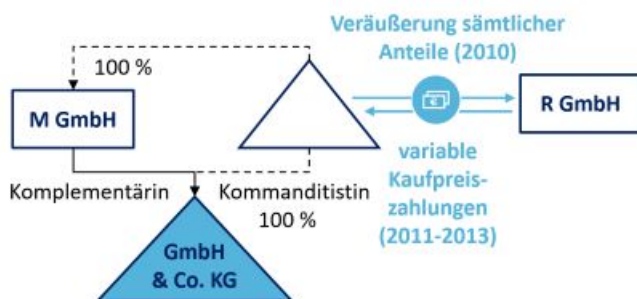 Veräußerung sämtlicher
Anteile (2010)
100 %
M GmbH
R GmbH
variable
Kaufpreis-
zahlungen
(2011-2013)
Komplementärin
Kommanditistin
100 %
GmbH
& Co. KG